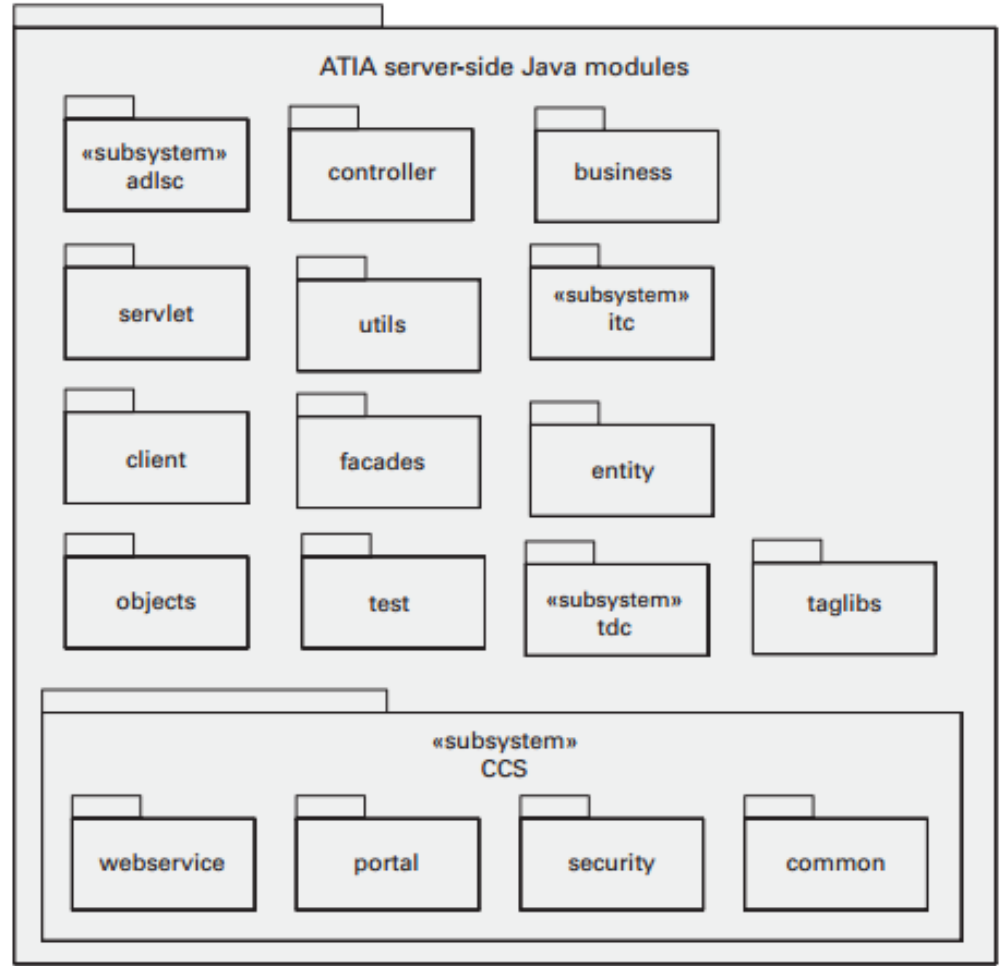 ATIA server-side Java modules
«subsystem»
adlsc
controller
business
servlet
utils
«subsystem»
itc
client
facades
entity
objects
test
«subsystem»
tdc
taglibs
«subsystem»
CCS
webservice
portal
security
common